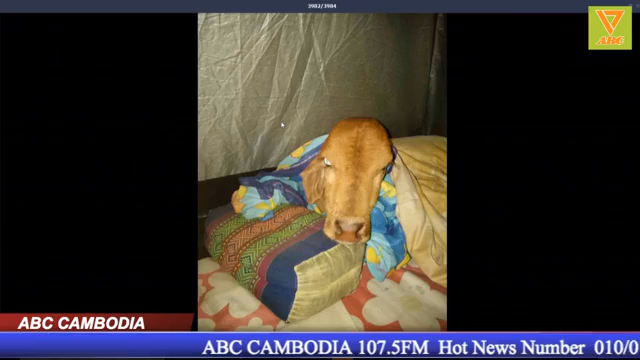 3982/3984
ABC
ABC CAMBODIA
ABC CAMBODIA 107.5FM Hot News Number 010/0